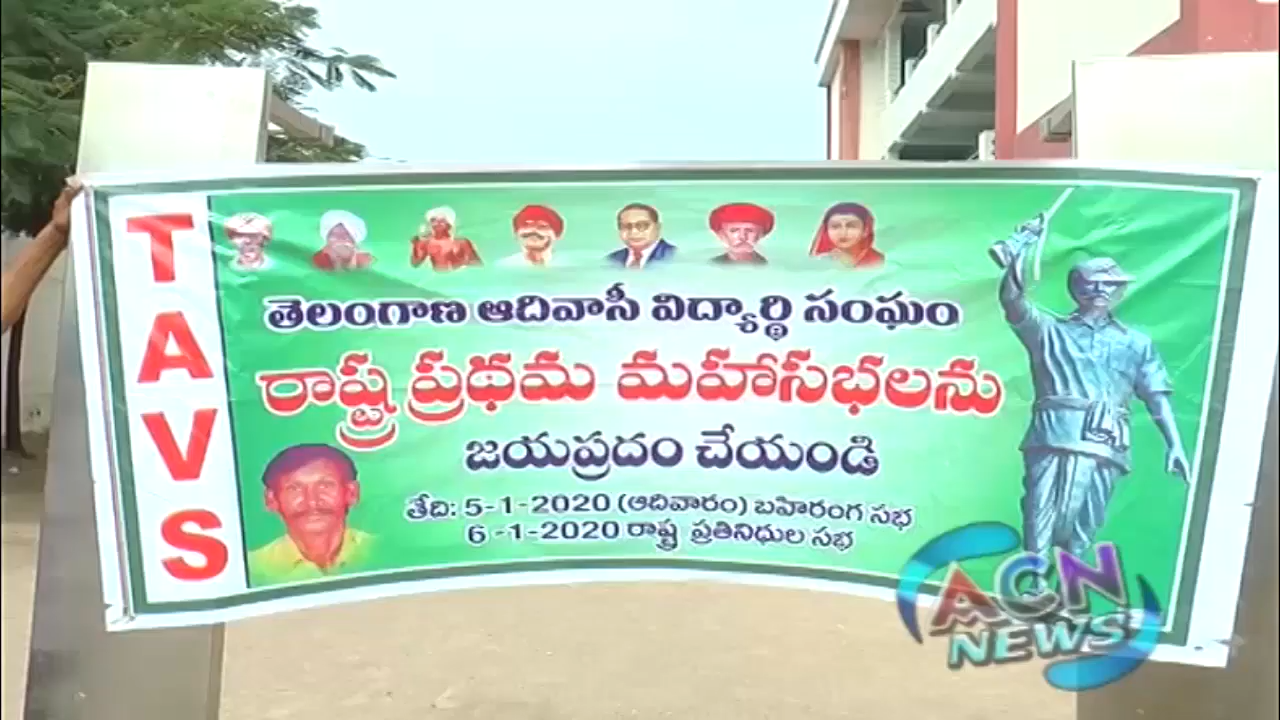 TAVS
తెలంగాణ ఆదివాసీ విద్యార్థి సంఘం
రాష్ట్ర ప్రథమ మహాసభలను
జయప్రదం చేయండి
తేది: 5-1-2020 (ఆదివారం) బహిరంగ సభ
6-1-2020 రాష్ట్ర ప్రతినిధుల సభ
ACN
NEWS